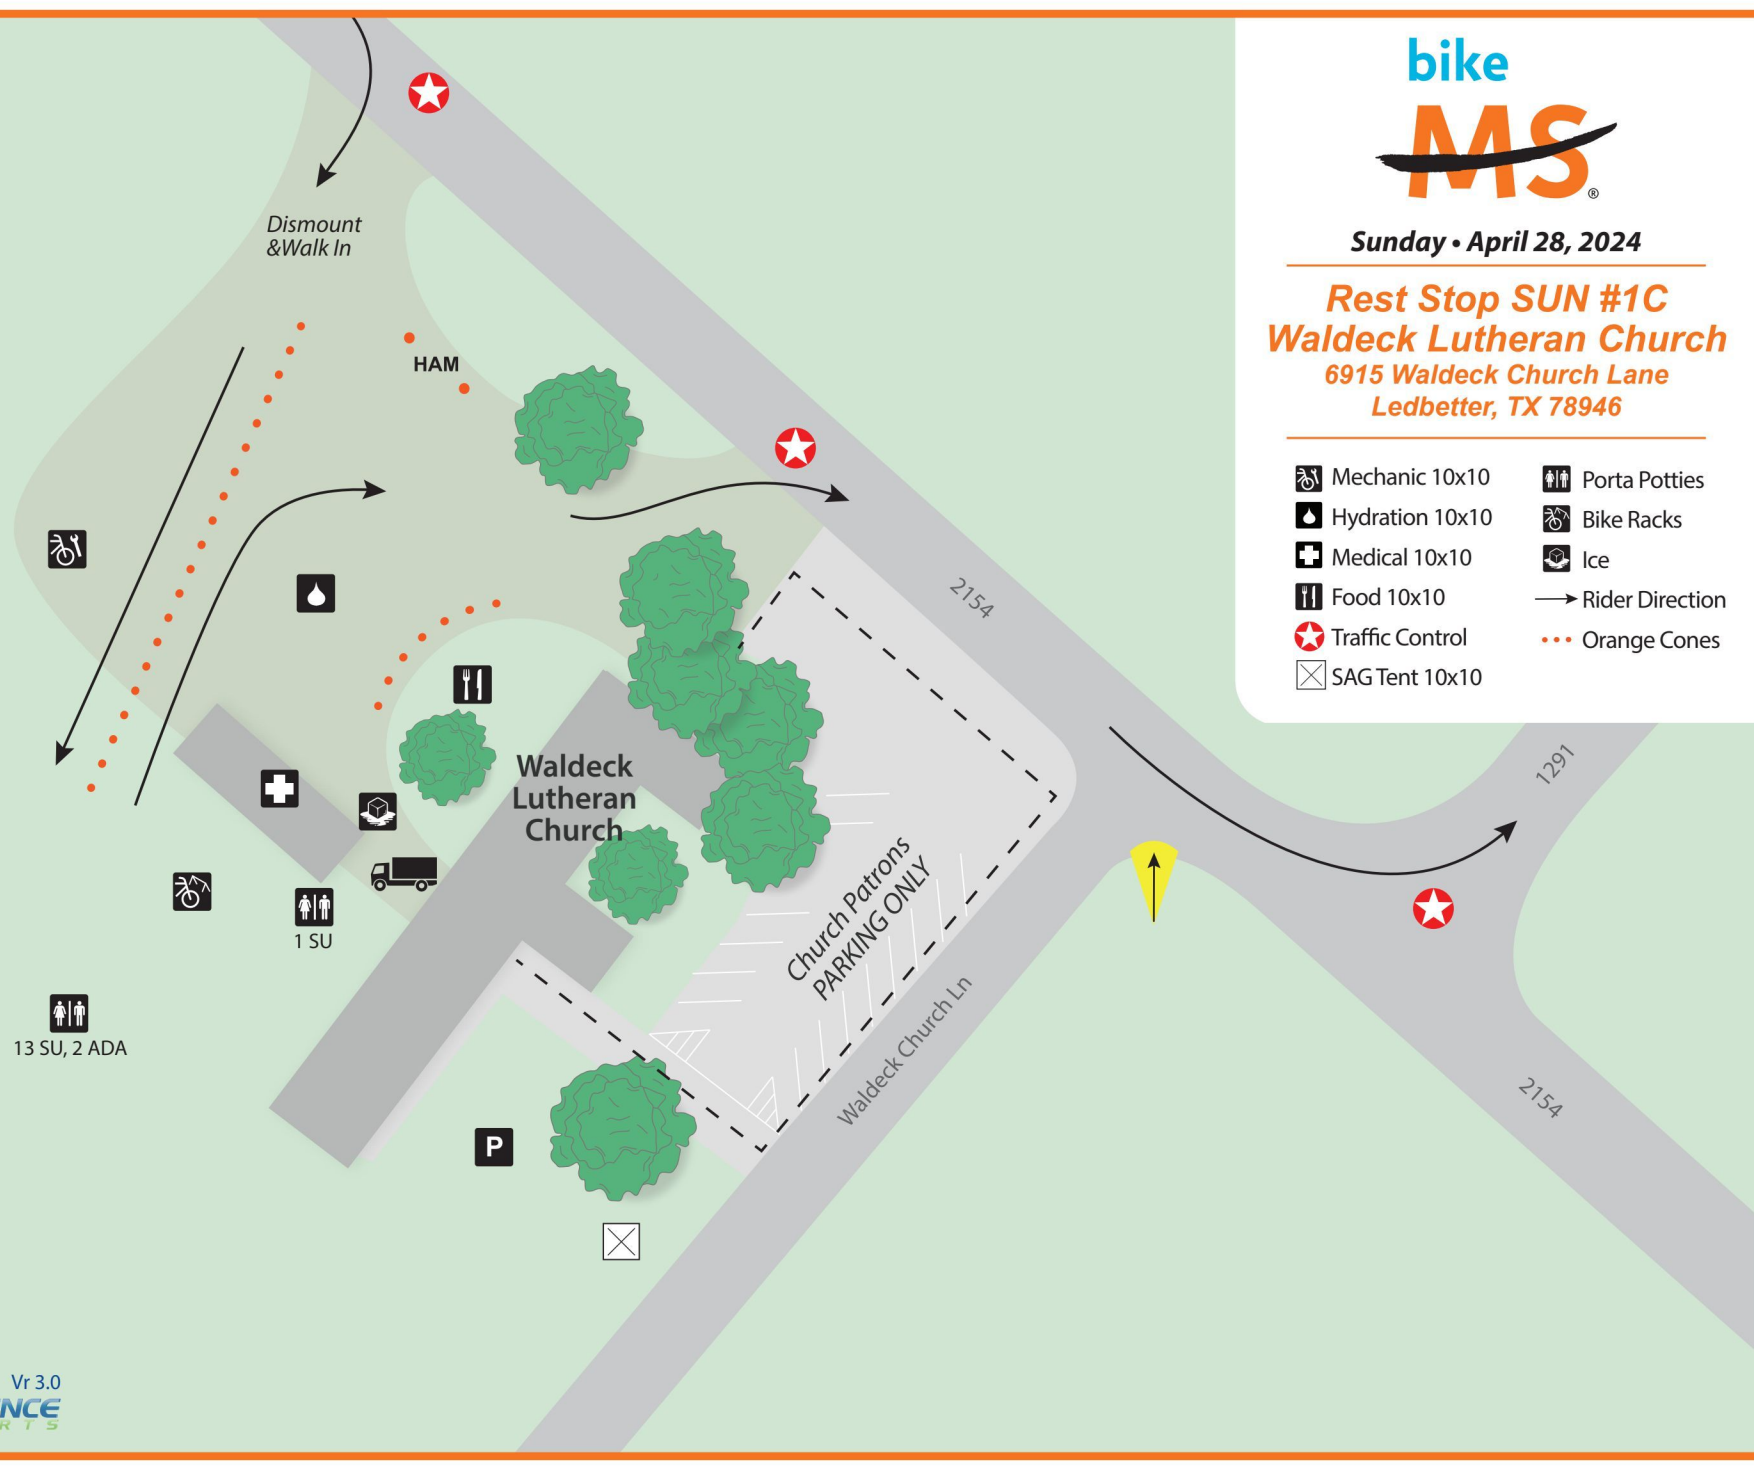 bike
MS®
Sunday • April 28, 2024
Rest Stop SUN #1C
Waldeck Lutheran Church
6915 Waldeck Church Lane
Ledbetter, TX 78946
Mechanic 10x10
Hydration 10x10
Medical 10x10
Food 10x10
Traffic Control
SAG Tent 10x10
Porta Potties
Bike Racks
Ice
Rider Direction
Orange Cones
Dismount
&Walk In
HAM
2154
1291
Waldeck
Lutheran
Church
Church Patrons
PARKING ONLY
1 SU
13 SU, 2 ADA
Waldeck Church Ln
2154
P
Vr 3.0
NCE
RTS